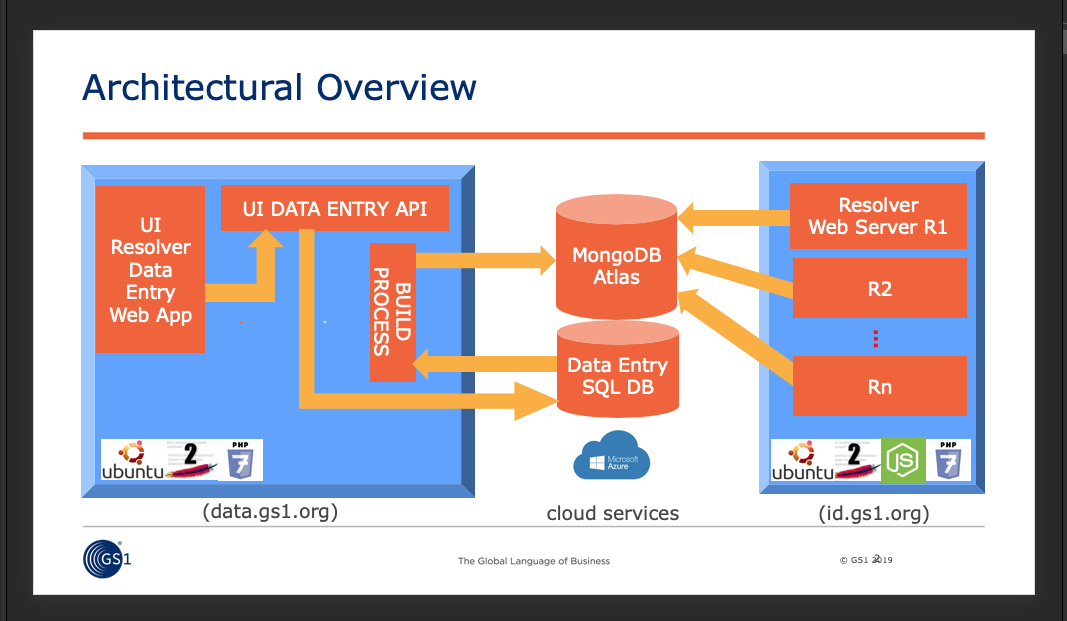 Architectural Overview
UI
Resolver
Data
Entry
Web App
UI DATA ENTRY API
BUILD
PROCESS
MongoDB
Atlas
Data Entry
SQL DB
Resolver
Web Server R1
R2
Rn
ubuntu
2
PHP
7
Microsoft
Azure
ubuntu
2
JS
PHP
7
(data.gs1.org)
cloud services
(id.gs1.org)
GS1
The Global Language of Business
© GS1 2019
2